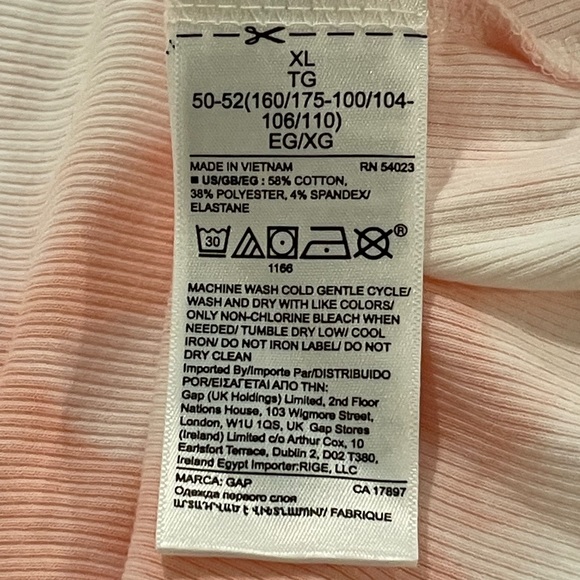 XL
TG
50-52(160/175-100/104-
106/110)
EG/XG
MADE IN VIETNAM RN 54023
■ US/GB/EG : 58% COTTON,
38% POLYESTER, 4% SPANDEX/
ELASTANE
30 ®
1166
MACHINE WASH COLD GENTLE CYCLE/
WASH AND DRY WITH LIKE COLORS/
ONLY NON-CHLORINE BLEACH WHEN
NEEDED/ TUMBLE DRY LOW/ COOL
IRON/ DO NOT IRON LABEL/ DO NOT
DRY CLEAN
Imported By/Importe Par/DISTRIBUIDO
POR/ΕΙΣΑΓΕΤΑΙ ΑΠΟ ΤΗΝ:
Gap (UK Holdings) Limited, 2nd Floor
Nations House, 103 Wigmore Street,
London, W1U 1QS, UK Gap Stores
(Ireland) Limited c/o Arthur Cox, 10
Earlsfort Terrace, Dublin 2, D02 T380,
Ireland Egypt Importer:RIGE, LLC
MARCA: GAP CA 17897
Одежда первого слоя
ԱՐՏԱԴՐՎԱԾ Է ՎԻԵՏՆԱՄՈՒՄ/ FABRIQUE